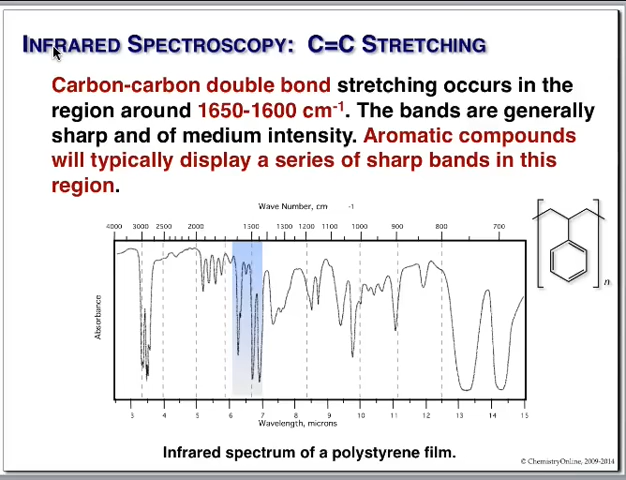 INFRARED SPECTROSCOPY: C=C STRETCHING
Carbon-carbon double bond stretching occurs in the
region around 1650-1600 cm-1. The bands are generally
sharp and of medium intensity. Aromatic compounds
will typically display a series of sharp bands in this
region.
Wave Number, cm -1
4000 3000 2500 2000 1500 1300 1200 1100 1000 900 800 700
Absorbance
n
3 4 5 6 7 8 9 10 11 12 13 14 15
Wavelength, microns
Infrared spectrum of a polystyrene film.
© ChemistryOnline, 2009-2014